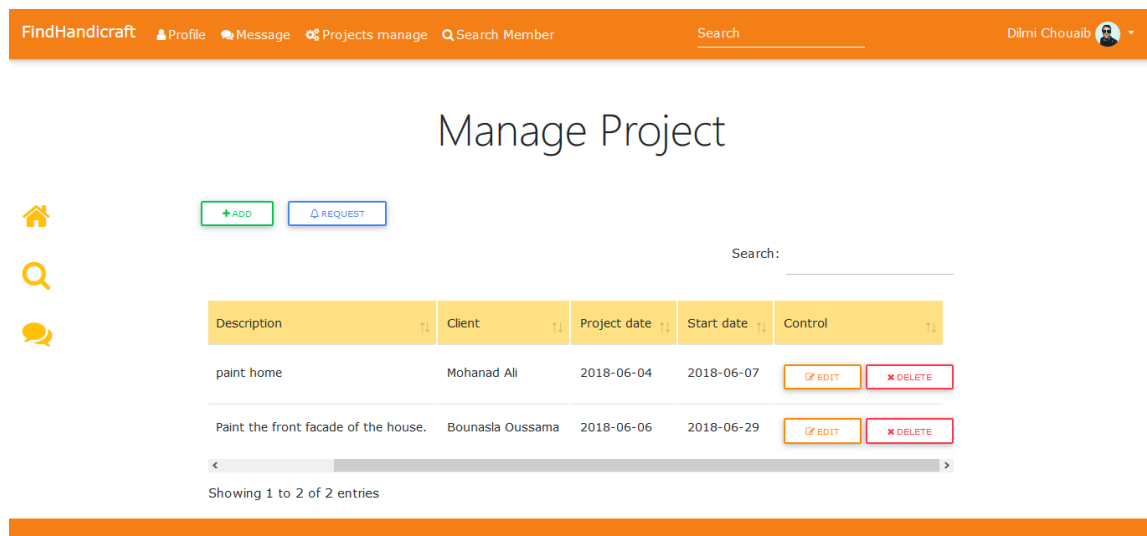 FindHandicraft Profile Message Projects manage Search Member Search Dilmi Chouaib
Manage Project
ADD REQUEST
Search:
Description Client Project date Start date Control
paint home Mohanad Ali 2018-06-04 2018-06-07 EDIT DELETE
Paint the front facade of the house. Bounasla Oussama 2018-06-06 2018-06-29 EDIT DELETE
Showing 1 to 2 of 2 entries